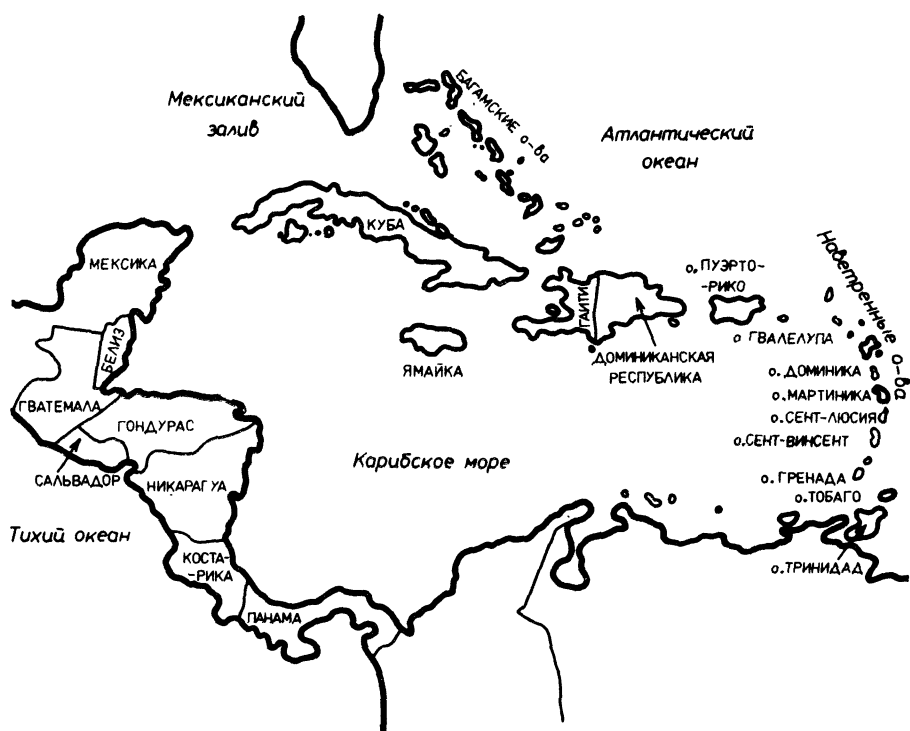 Мексиканский
залив
БАГАМСКИЕ о-ва
Атлантический
океан
КУБА
МЕКСИКА
Наветренные о-ва
о. ПУЭРТО-
-РИКО
ГАИТИ
БЕЛИЗ
о ГВАЛЕЛУПА
ЯМАЙКА
ДОМИНИКАНСКАЯ
РЕСПУБЛИКА
о. ДОМИНИКА
о. МАРТИНИКА
ГВАТЕМАЛА
ГОНДУРАС
о. СЕНТ-ЛЮСИЯ
о. СЕНТ-ВИНСЕНТ
Карибское море
САЛЬВАДОР
НИКАРАГУА
о. ГРЕНАДА
о. ТОБАГО
Тихий океан
КОСТА-
-РИКА
о. ТРИНИДАД
ПАНАМА